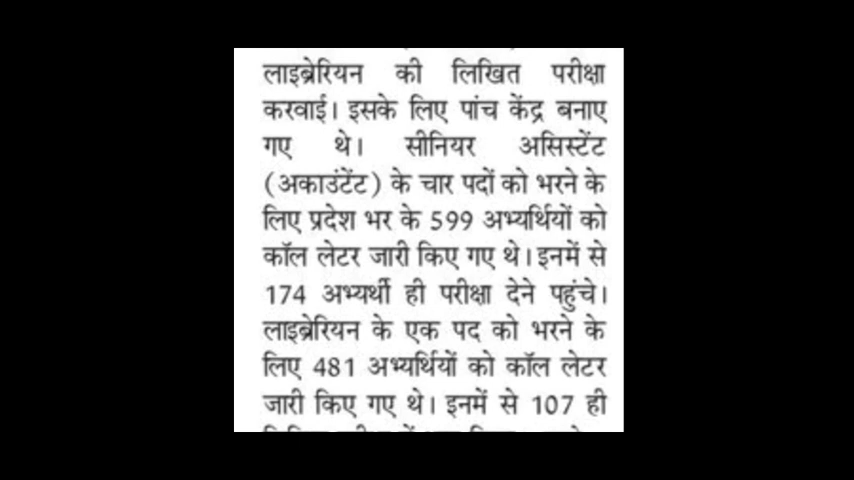 लाइब्रेरियन की लिखित परीक्षा
करवाई। इसके लिए पांच केंद्र बनाए
गए थे। सीनियर असिस्टेंट
(अकाउंटेंट) के चार पदों को भरने के
लिए प्रदेश भर के 599 अभ्यर्थियों को
कॉल लेटर जारी किए गए थे। इनमें से
174 अभ्यर्थी ही परीक्षा देने पहुंचे।
लाइब्रेरियन के एक पद को भरने के
लिए 481 अभ्यर्थियों को कॉल लेटर
जारी किए गए थे। इनमें से 107 ही